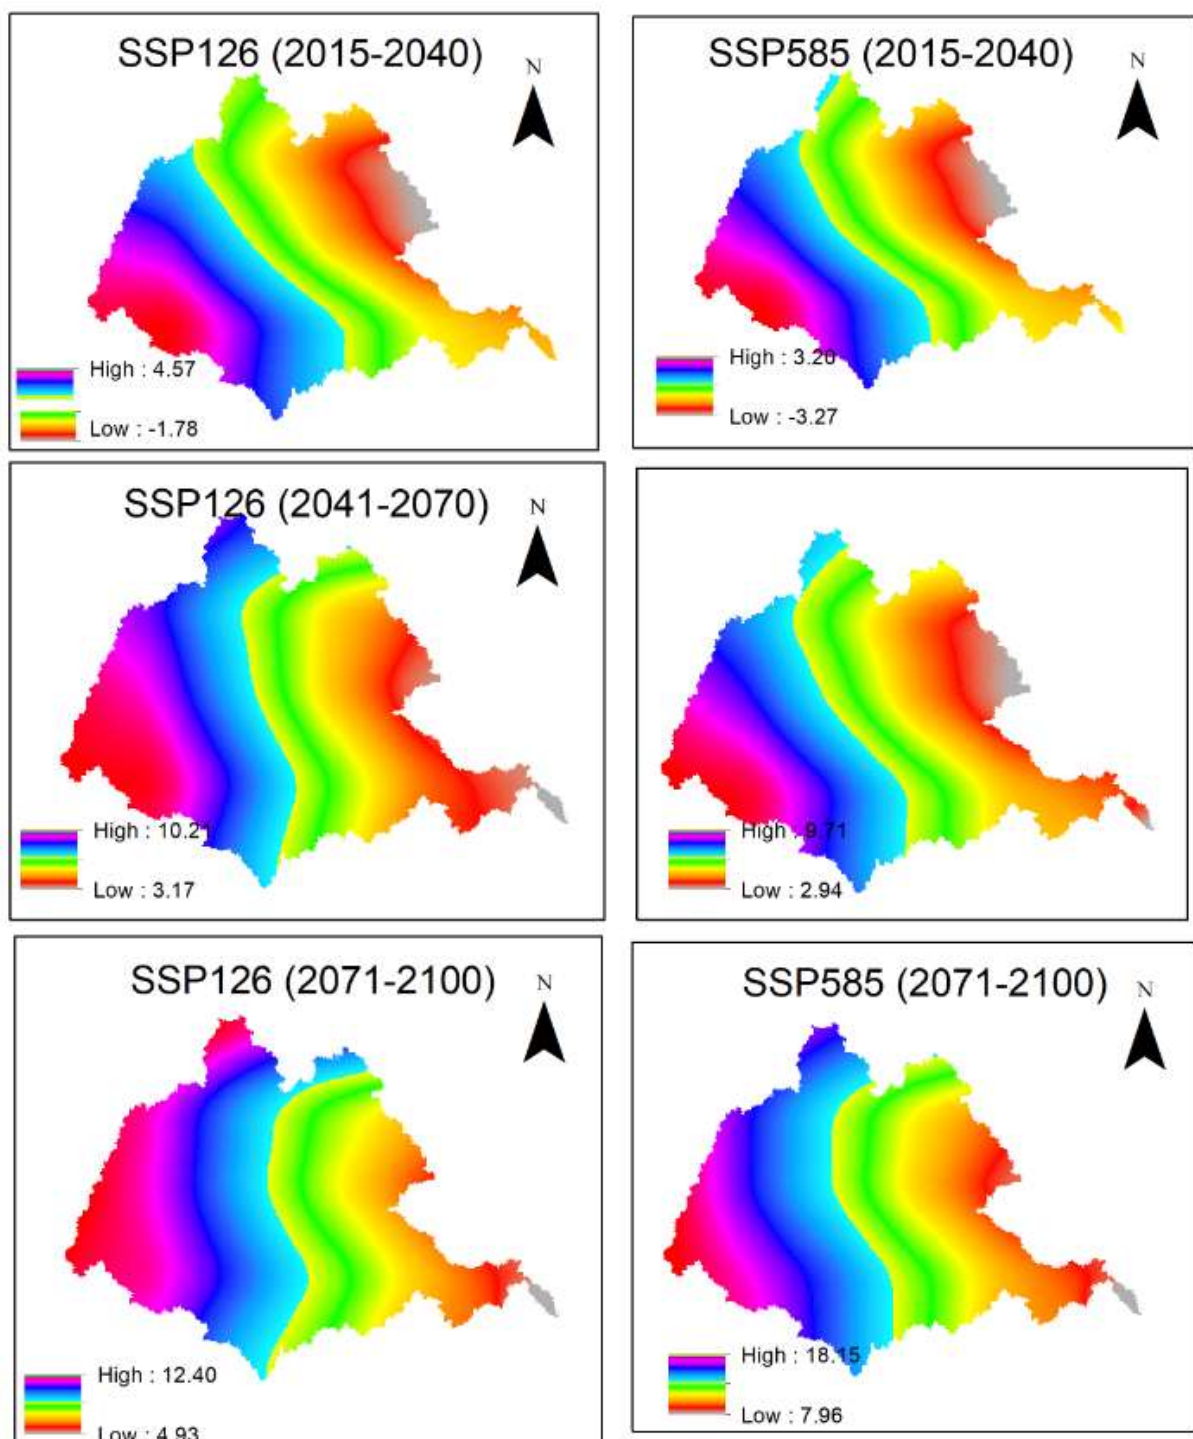 SSP126 (2015-2040)
N
High : 4.57
Low : -1.78
SSP585 (2015-2040)
N
High : 3.20
Low : -3.27
SSP126 (2041-2070)
N
High : 10.21
Low : 3.17
High : 9.71
Low : 2.94
SSP126 (2071-2100)
N
High : 12.40
Low : 4.93
SSP585 (2071-2100)
N
High : 18.15
Low : 7.96